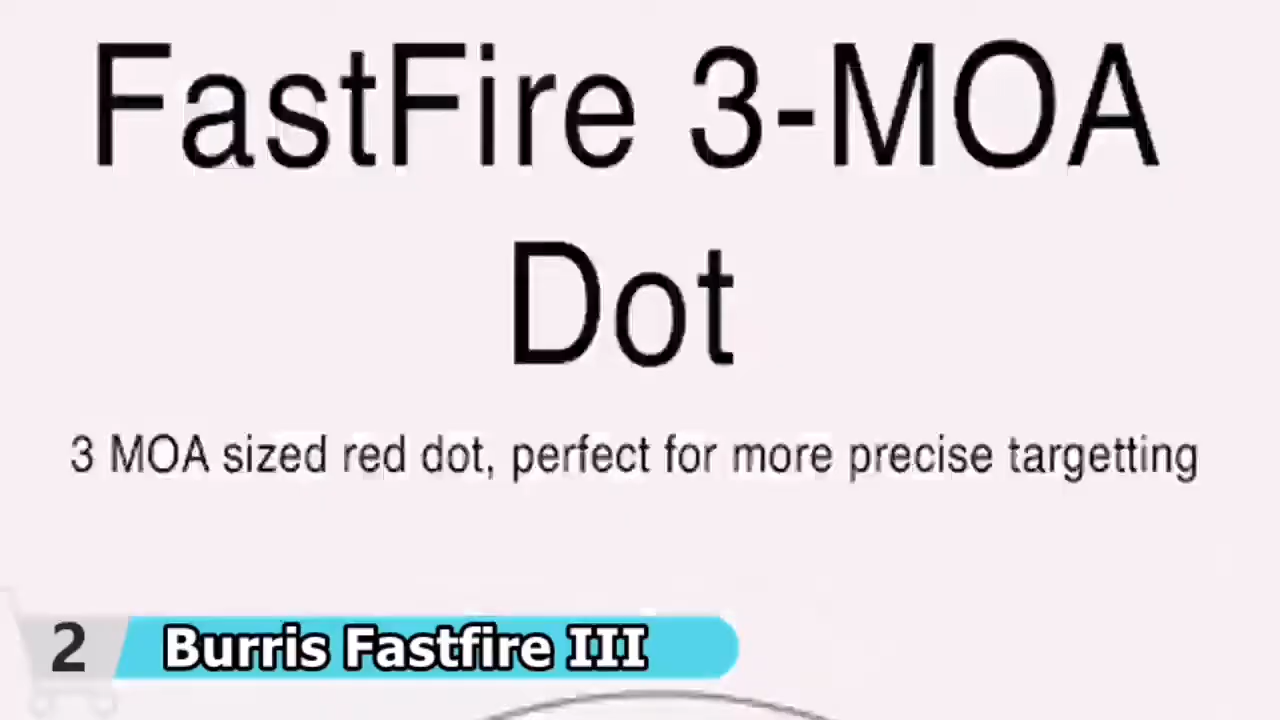 FastFire 3-MOA
Dot
3 MOA sized red dot, perfect for more precise targetting
2 Burris Fastfire III